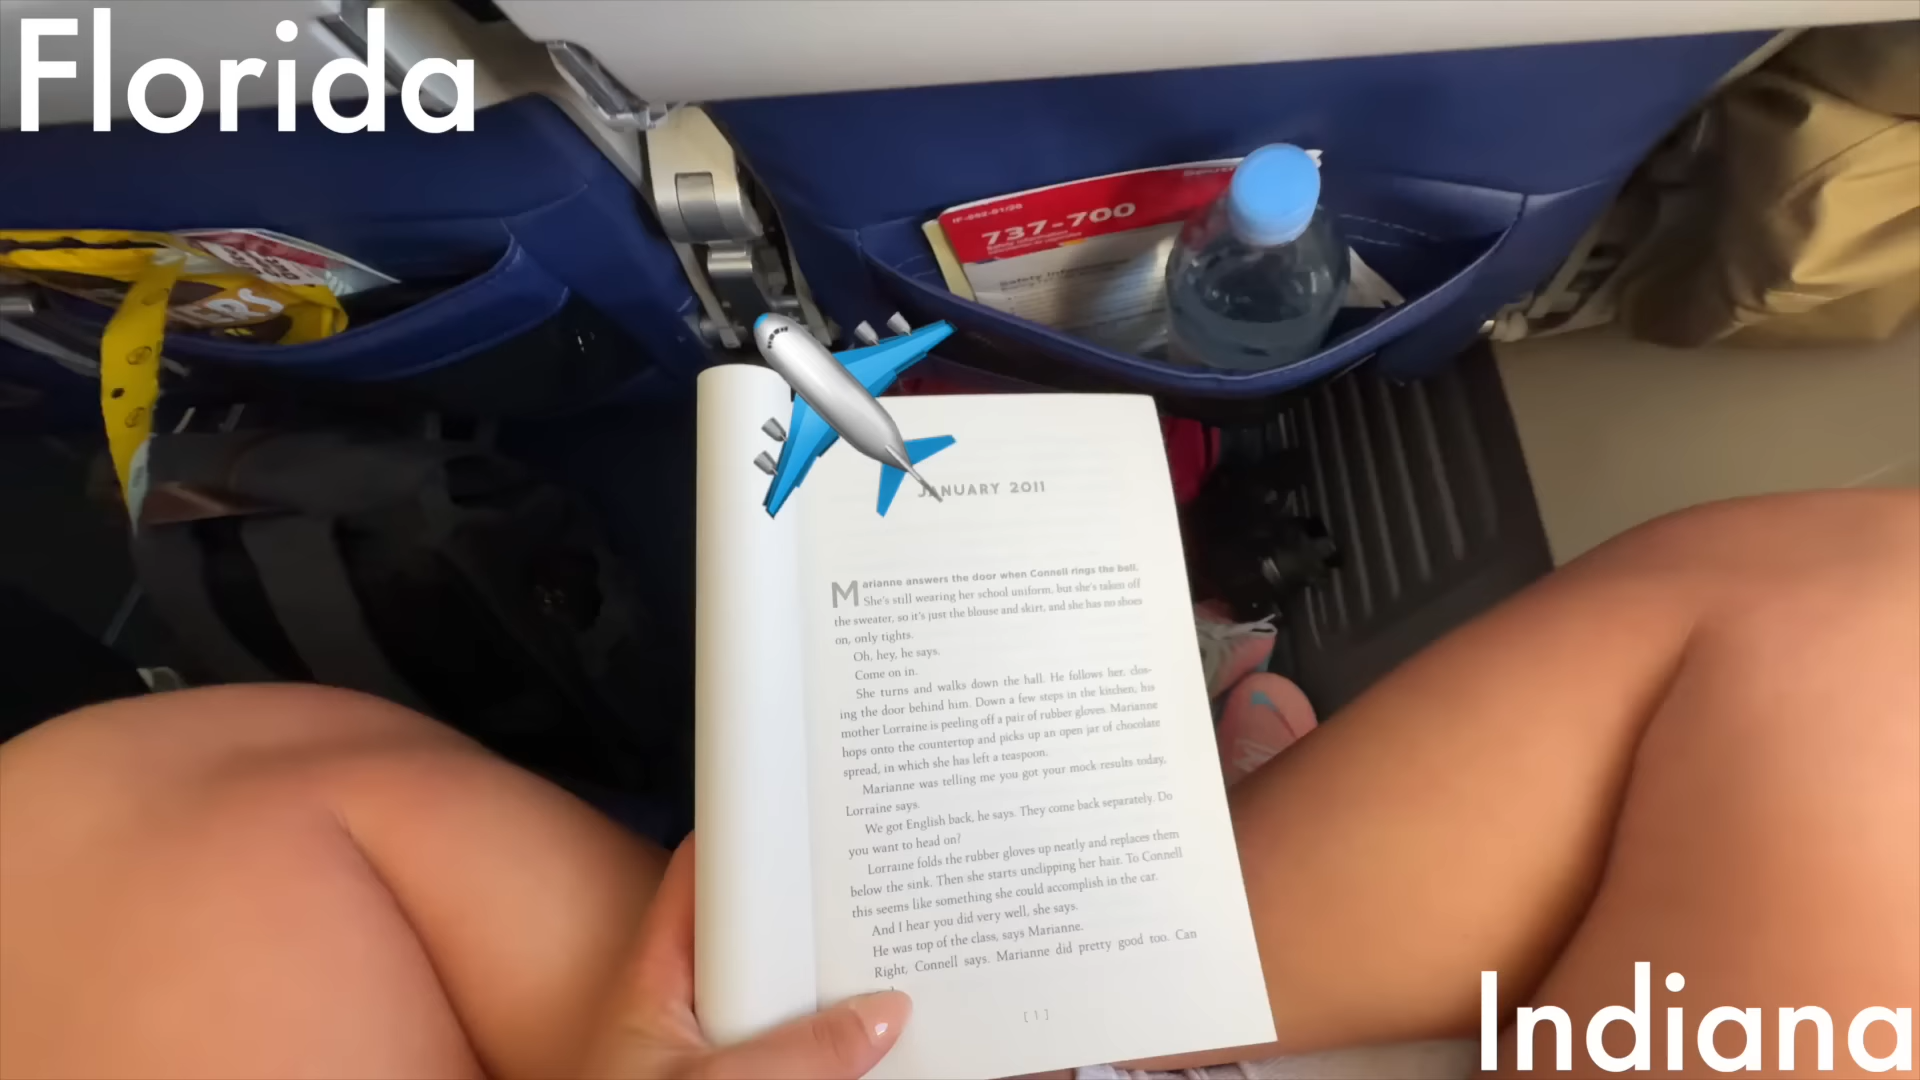 Florida
737-700
Safety Information
JANUARY 2011
Marianne answers the door when Connell rings the bell.
She's still wearing her school uniform, but she's taken off
the sweater, so it's just the blouse and skirt, and she has no shoes
on, only tights.
Oh, hey, he says.
Come on in.
She turns and walks down the hall. He follows her, clos-
ing the door behind him. Down a few steps in the kitchen, his
mother Lorraine is peeling off a pair of rubber gloves. Marianne
hops onto the countertop and picks up an open jar of chocolate
spread, in which she has left a teaspoon.
Marianne was telling me you got your mock results today,
Lorraine says.
We got English back, he says. They come back separately. Do
you want to head on?
Lorraine folds the rubber gloves up neatly and replaces them
below the sink. Then she starts unclipping her hair. To Connell
this seems like something she could accomplish in the car.
And I hear you did very well, she says.
He was top of the class, says Marianne.
Right, Connell says. Marianne did pretty good too. Can
[ 1 ]
Indiana